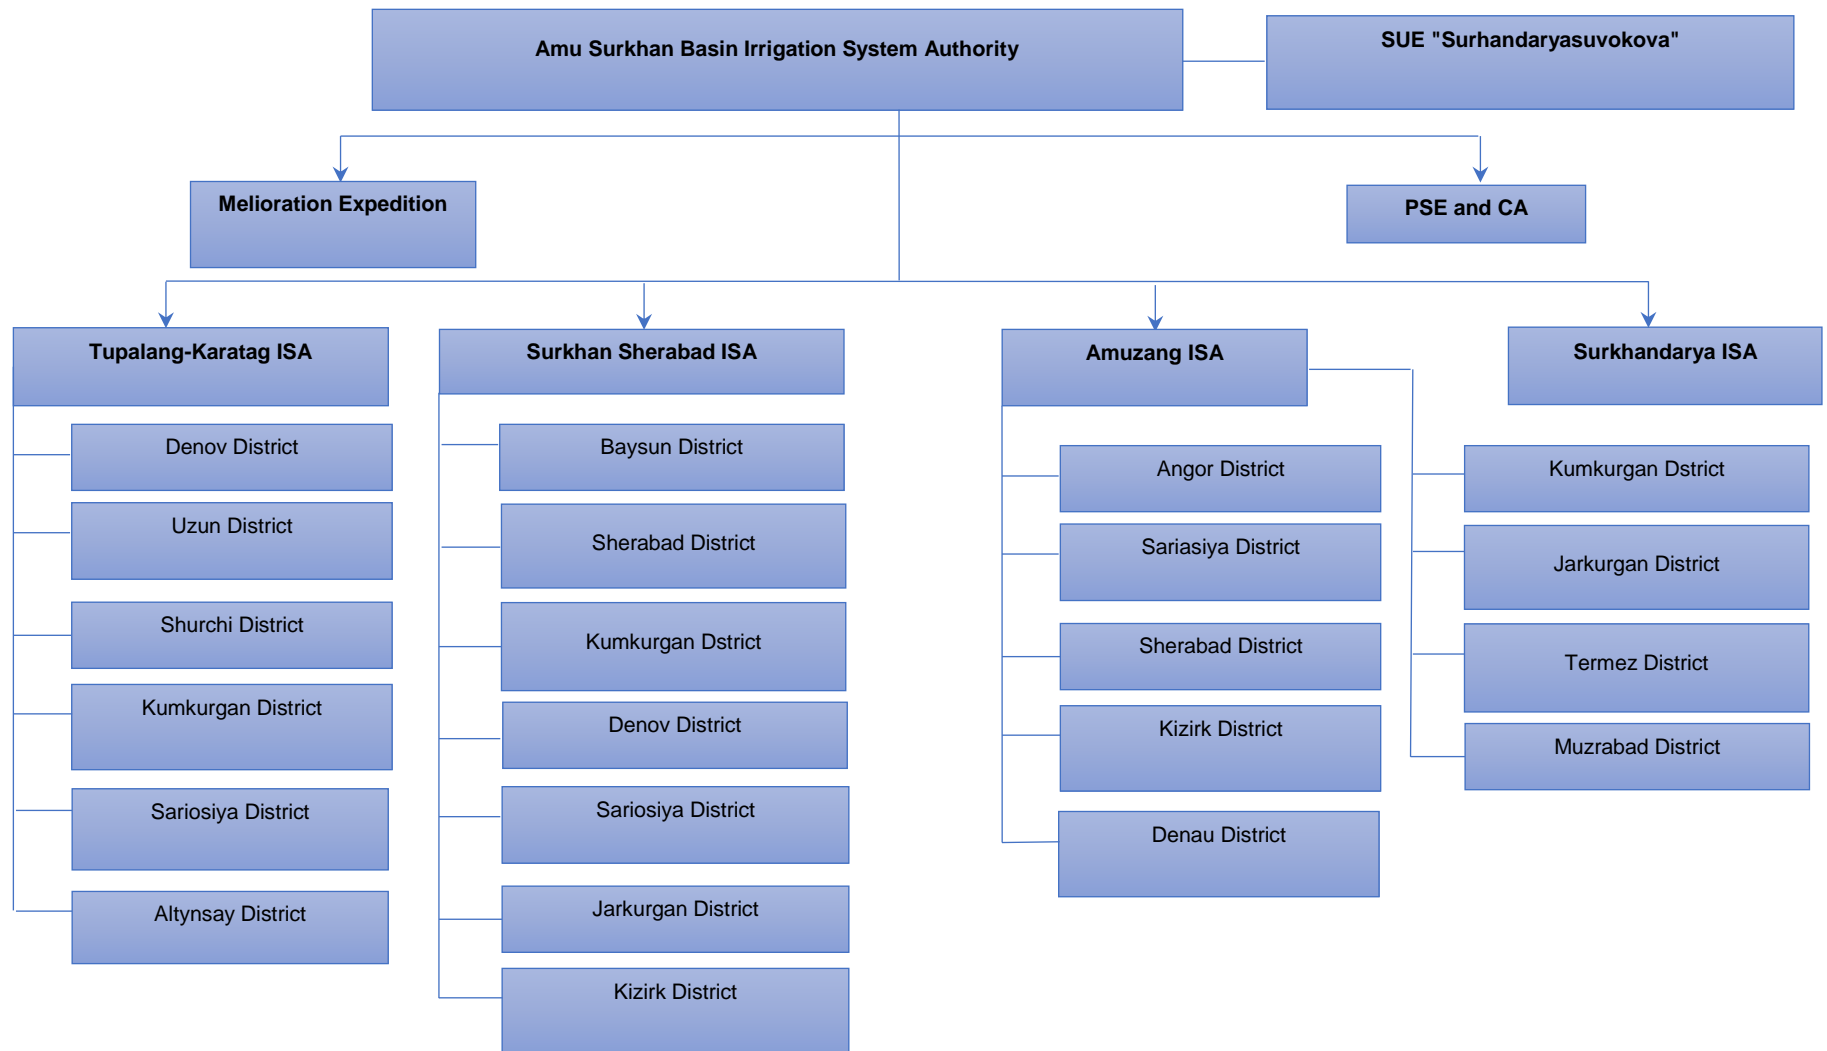 Amu Surkhan Basin Irrigation System Authority
SUE "Surhandaryasuvokova"
Melioration Expedition
PSE and CA
Tupalang-Karatag ISA
Surkhan Sherabad ISA
Amuzang ISA
Surkhandarya ISA
Denov District
Uzun District
Shurchi District
Kumkurgan District
Sariosiya District
Altynsay District
Baysun District
Sherabad District
Kumkurgan Dstrict
Denov District
Sariosiya District
Jarkurgan District
Kizirk District
Angor District
Sariasiya District
Sherabad District
Kizirk District
Denau District
Kumkurgan Dstrict
Jarkurgan District
Termez District
Muzrabad District